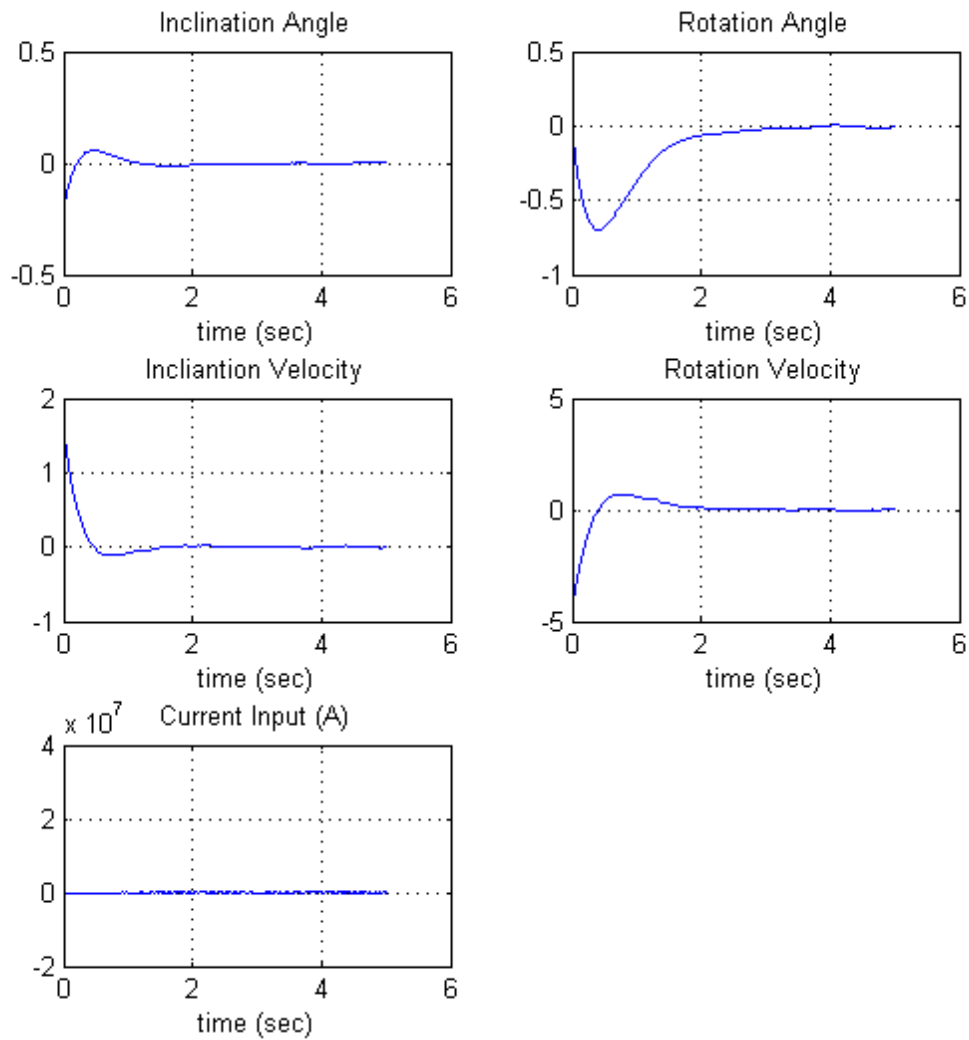 Inclination Angle
0.5
0
-0.5
0 2 4 6
time (sec)
Rotation Angle
0.5
0
-0.5
-1
0 2 4 6
time (sec)
Incliantion Velocity
2
1
0
-1
0 2 4 6
time (sec)
Rotation Velocity
5
0
-5
0 2 4 6
time (sec)
x 10^7
Current Input (A)
4
2
0
-2
0 2 4 6
time (sec)